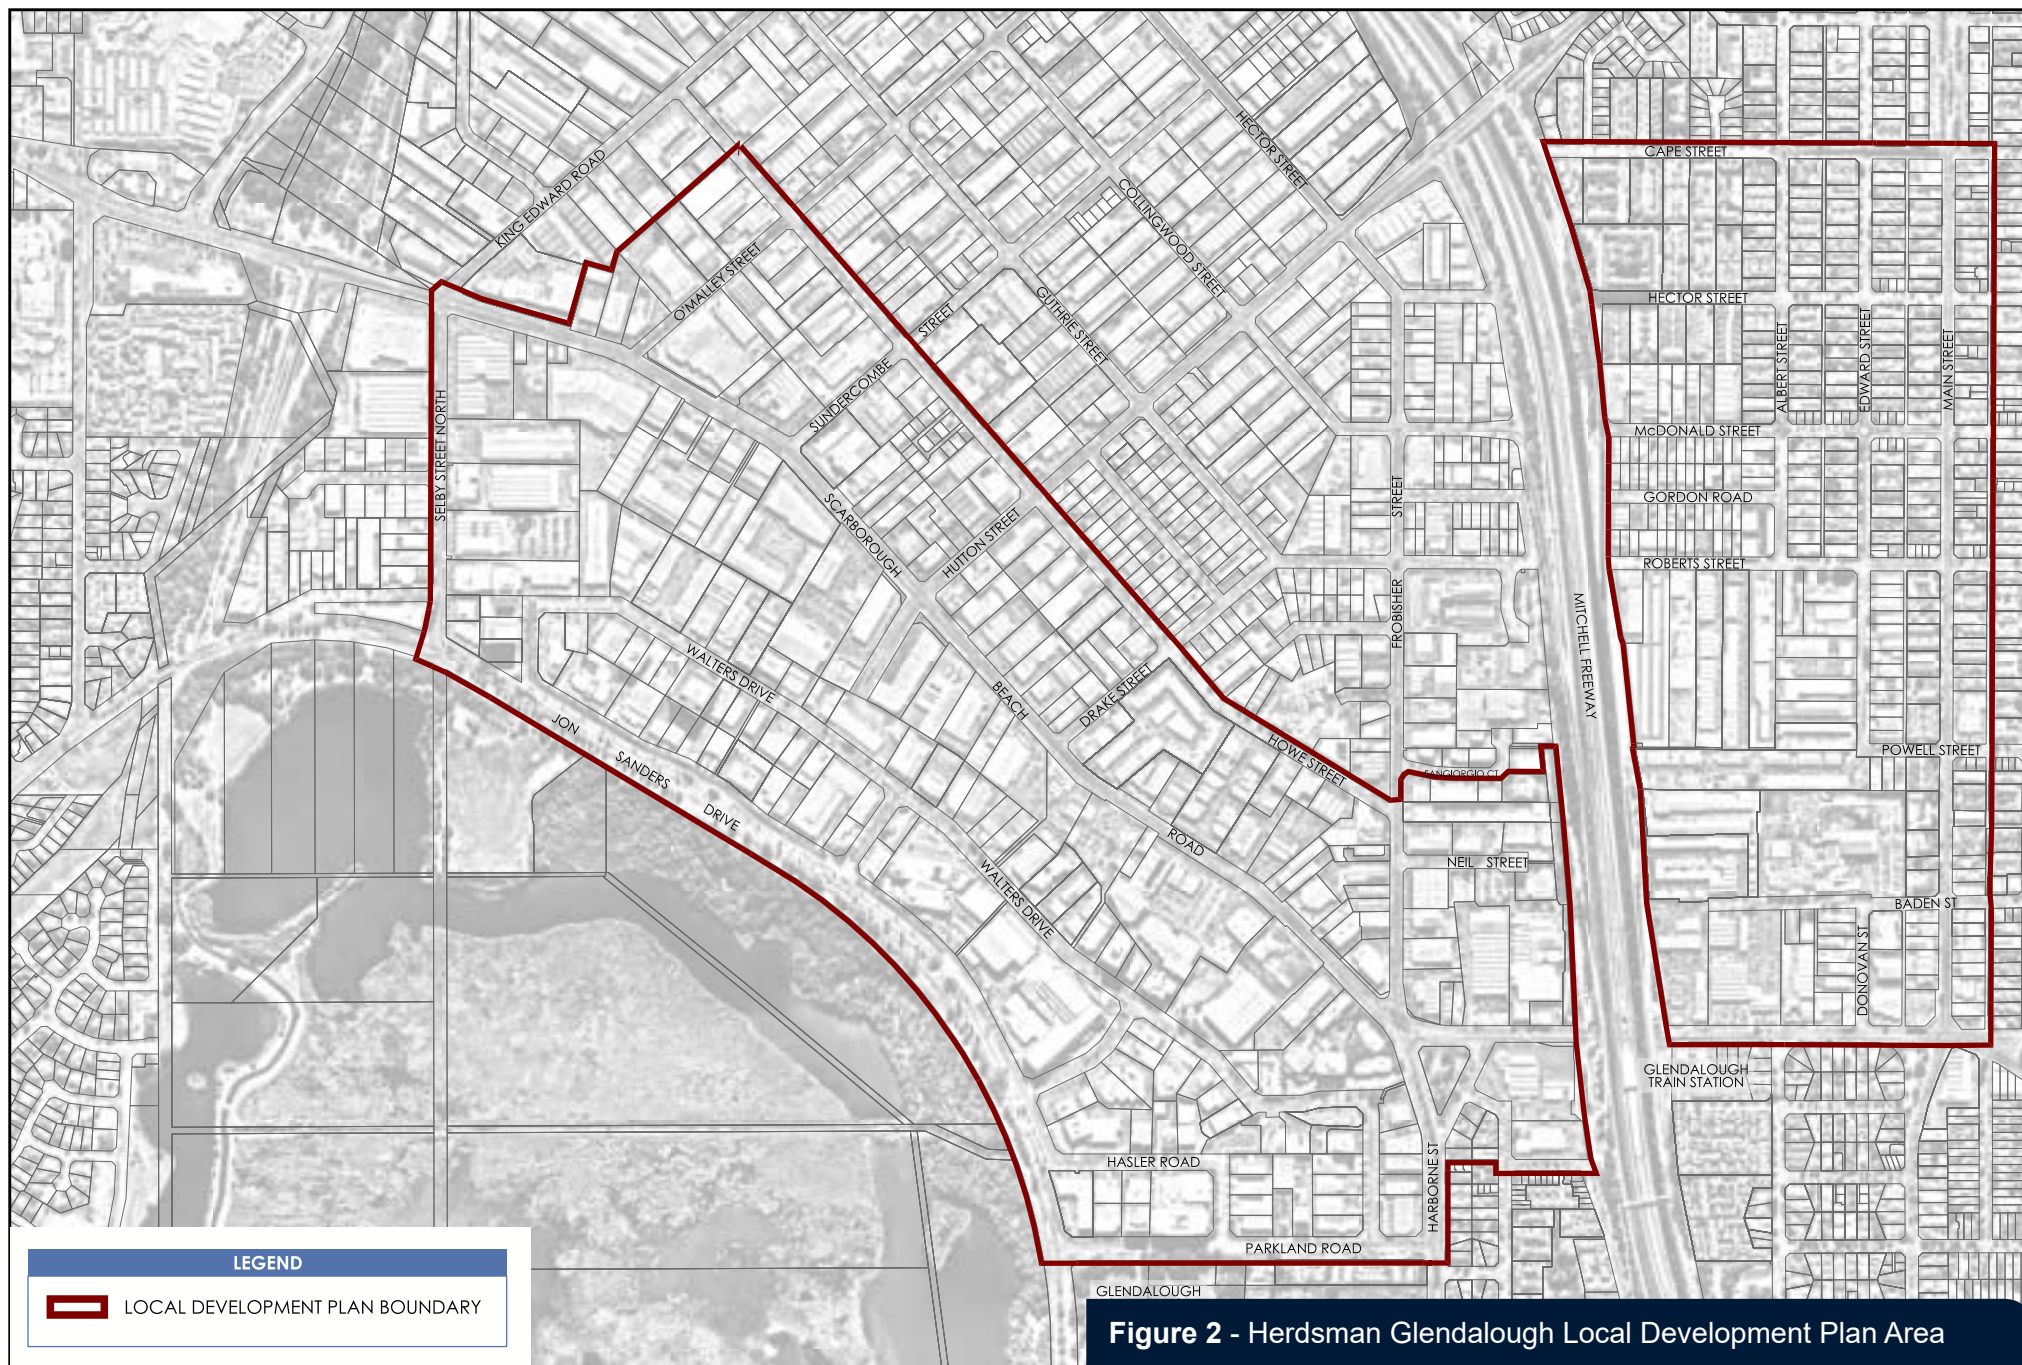 CAPE STREET
HECTOR STREET
KING EDWARD ROAD
COLLINGWOOD STREET
O'MALLEY STREET
GUTHRIE STREET
HECTOR STREET
SUNDERCOMBE STREET
ALBERT STREET
EDWARD STREET
MAIN STREET
SELBY STREET NORTH
McDONALD STREET
SCARBOROUGH BEACH ROAD
HUTTON STREET
FROBISHER STREET
GORDON ROAD
ROBERTS STREET
MITCHELL FREEWAY
WALTERS DRIVE
DRAKE STREET
HOWE STREET
SANGIORGIO CT
POWELL STREET
JON SANDERS DRIVE
WALTERS DRIVE
NEIL STREET
BADEN ST
DONOVAN ST
GLENDALOUGH
TRAIN STATION
HASLER ROAD
HARBORNE ST
PARKLAND ROAD
GLENDALOUGH
LEGEND
LOCAL DEVELOPMENT PLAN BOUNDARY
Figure 2 - Herdsman Glendalough Local Development Plan Area